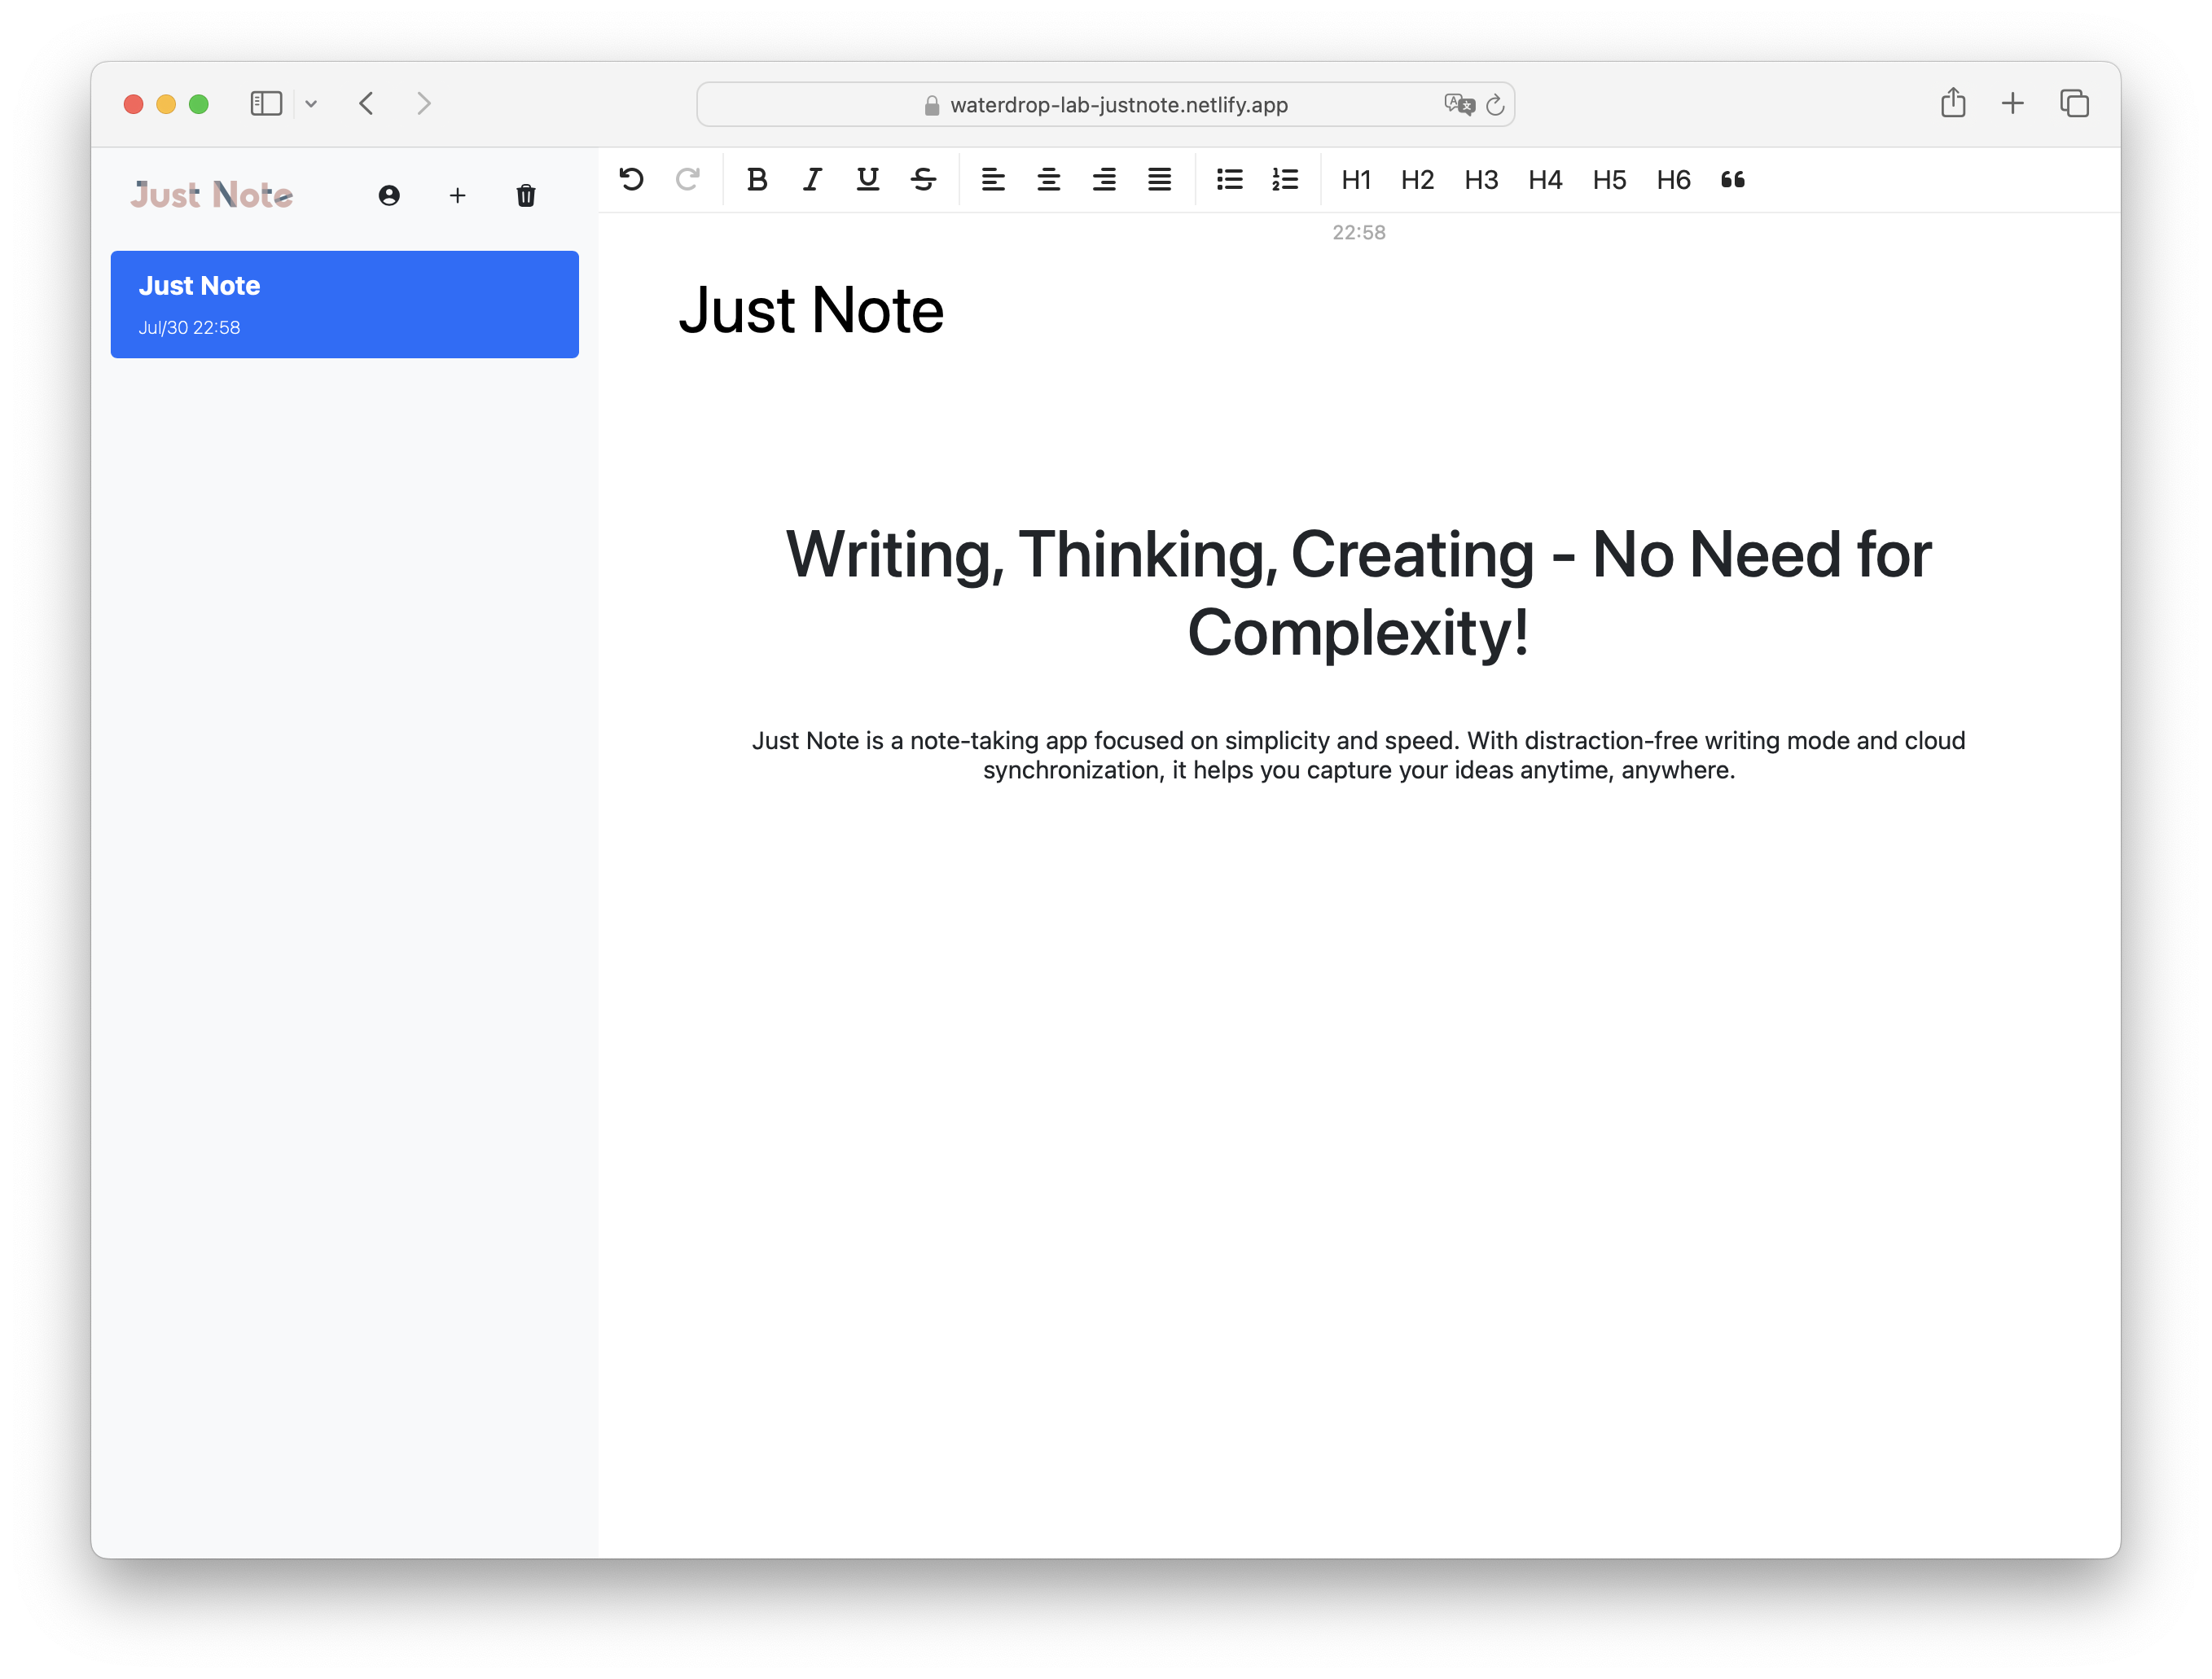 waterdrop-lab-justnote.netlify.app
Just Note
H1 H2 H3 H4 H5 H6
22:58
Just Note
Jul/30 22:58
Just Note
Writing, Thinking, Creating - No Need for
Complexity!
Just Note is a note-taking app focused on simplicity and speed. With distraction-free writing mode and cloud
synchronization, it helps you capture your ideas anytime, anywhere.